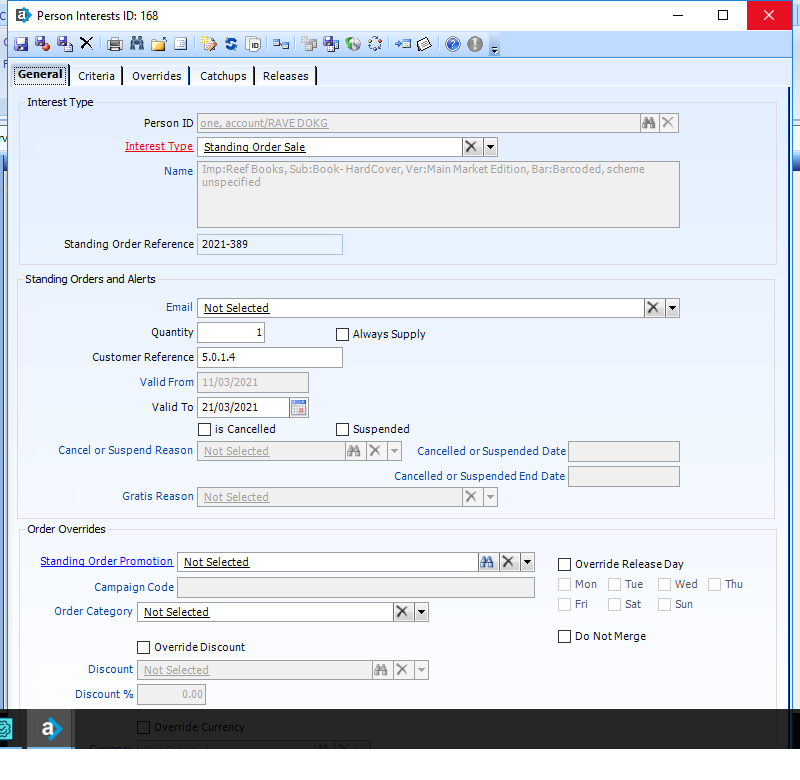 Person Interests ID: 168
General Criteria Overrides Catchups Releases
Interest Type
Person ID one, account/RAVE DOKG
Interest Type Standing Order Sale
Name Imp:Reef Books, Sub:Book- HardCover, Ver:Main Market Edition, Bar:Barcoded, scheme
unspecified
Standing Order Reference 2021-389
Standing Orders and Alerts
Email Not Selected
Quantity 1 Always Supply
Customer Reference 5.0.1.4
Valid From 11/03/2021
Valid To 21/03/2021
is Cancelled Suspended
Cancel or Suspend Reason Not Selected Cancelled or Suspended Date
Cancelled or Suspended End Date
Gratis Reason Not Selected
Order Overrides
Standing Order Promotion Not Selected Override Release Day
Campaign Code Mon Tue Wed Thu
Order Category Not Selected Fri Sat Sun
Do Not Merge
Override Discount
Discount Not Selected
Discount % 0.00
Override Currency